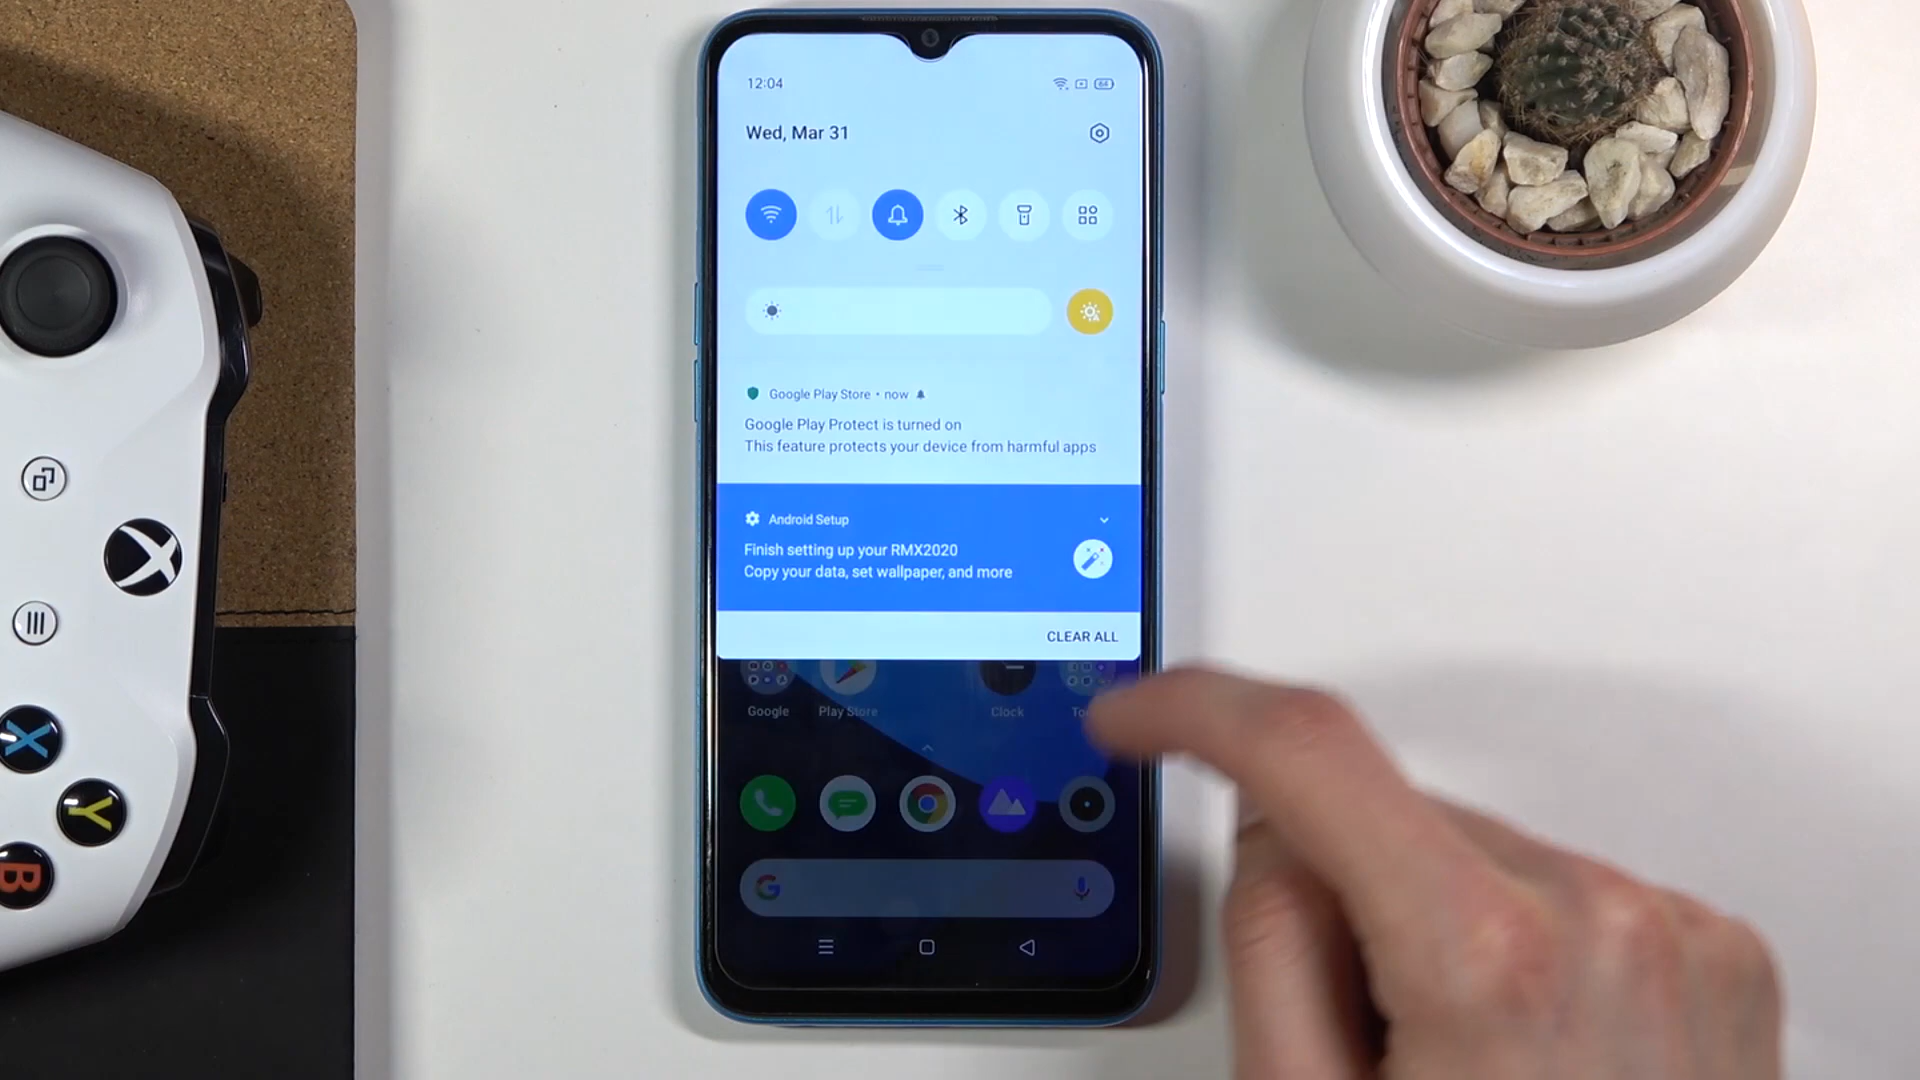 12:04
64
Wed, Mar 31
Google Play Store • now
Google Play Protect is turned on
This feature protects your device from harmful apps
Android Setup
Finish setting up your RMX2020
Copy your data, set wallpaper, and more
CLEAR ALL
Google
Play Store
Clock
G
X
Y
B